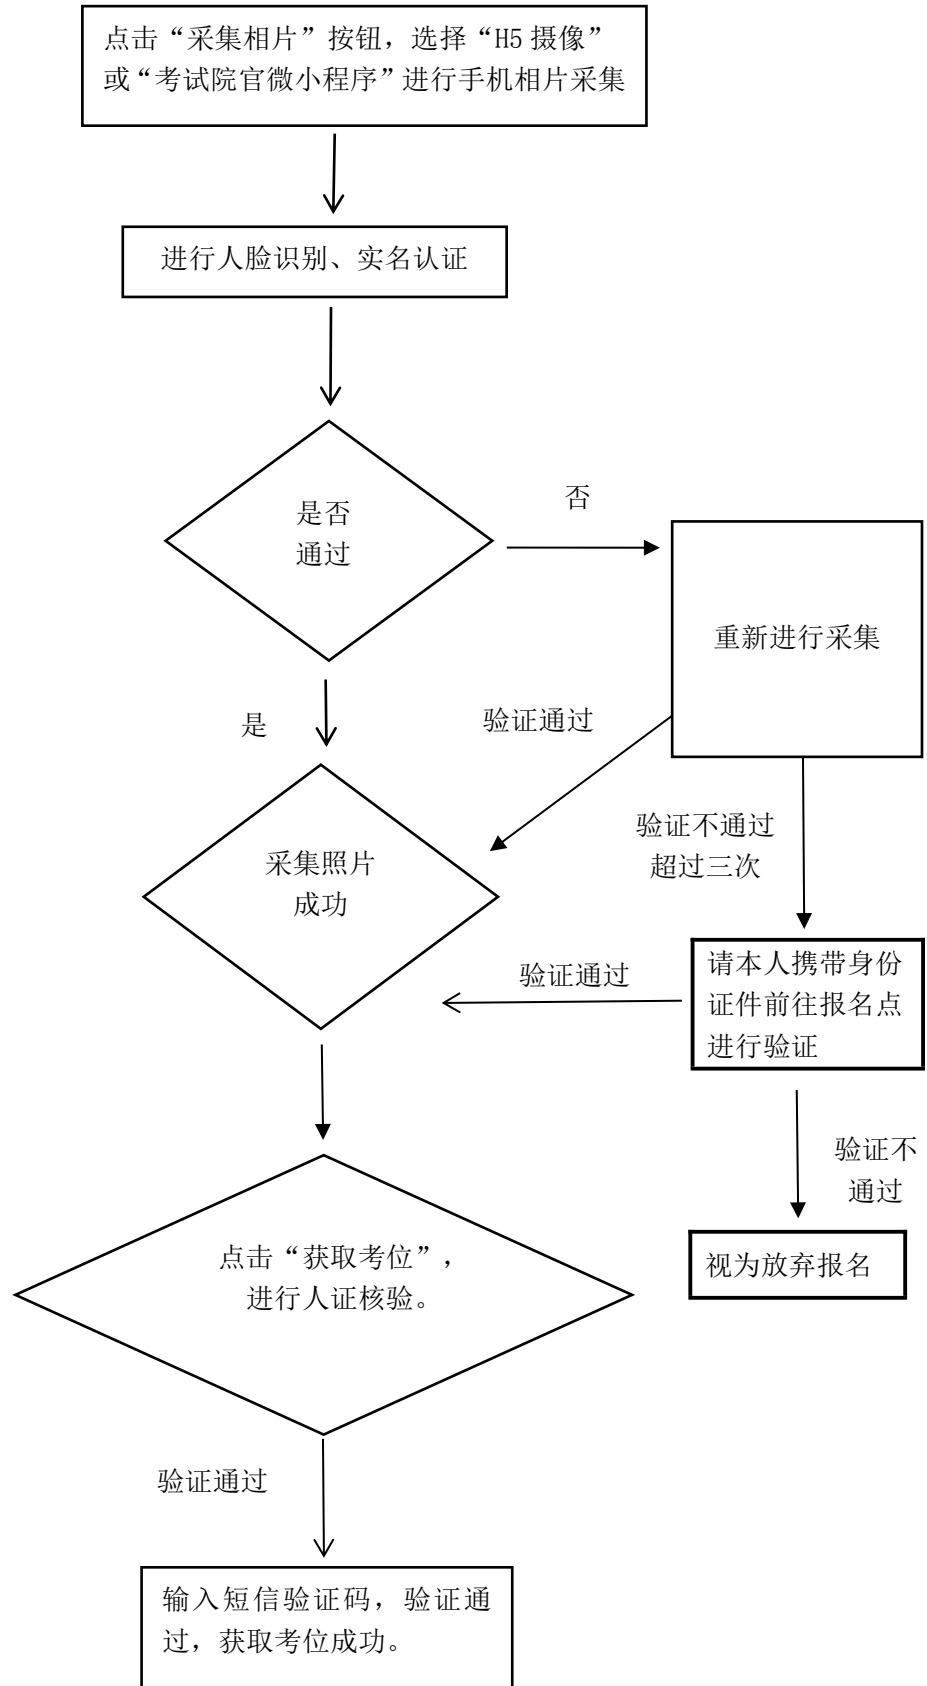 点击“采集相片”按钮，选择“H5摄像”
或“考试院官微小程序”进行手机相片采集
进行人脸识别、实名认证
是否
通过
否
重新进行采集
是
验证通过
采集照片
成功
验证不通过
超过三次
请本人携带身份
证件前往报名点
进行验证
验证通过
验证不
通过
视为放弃报名
点击“获取考位”，
进行人证核验。
验证通过
输入短信验证码，验证通
过，获取考位成功。